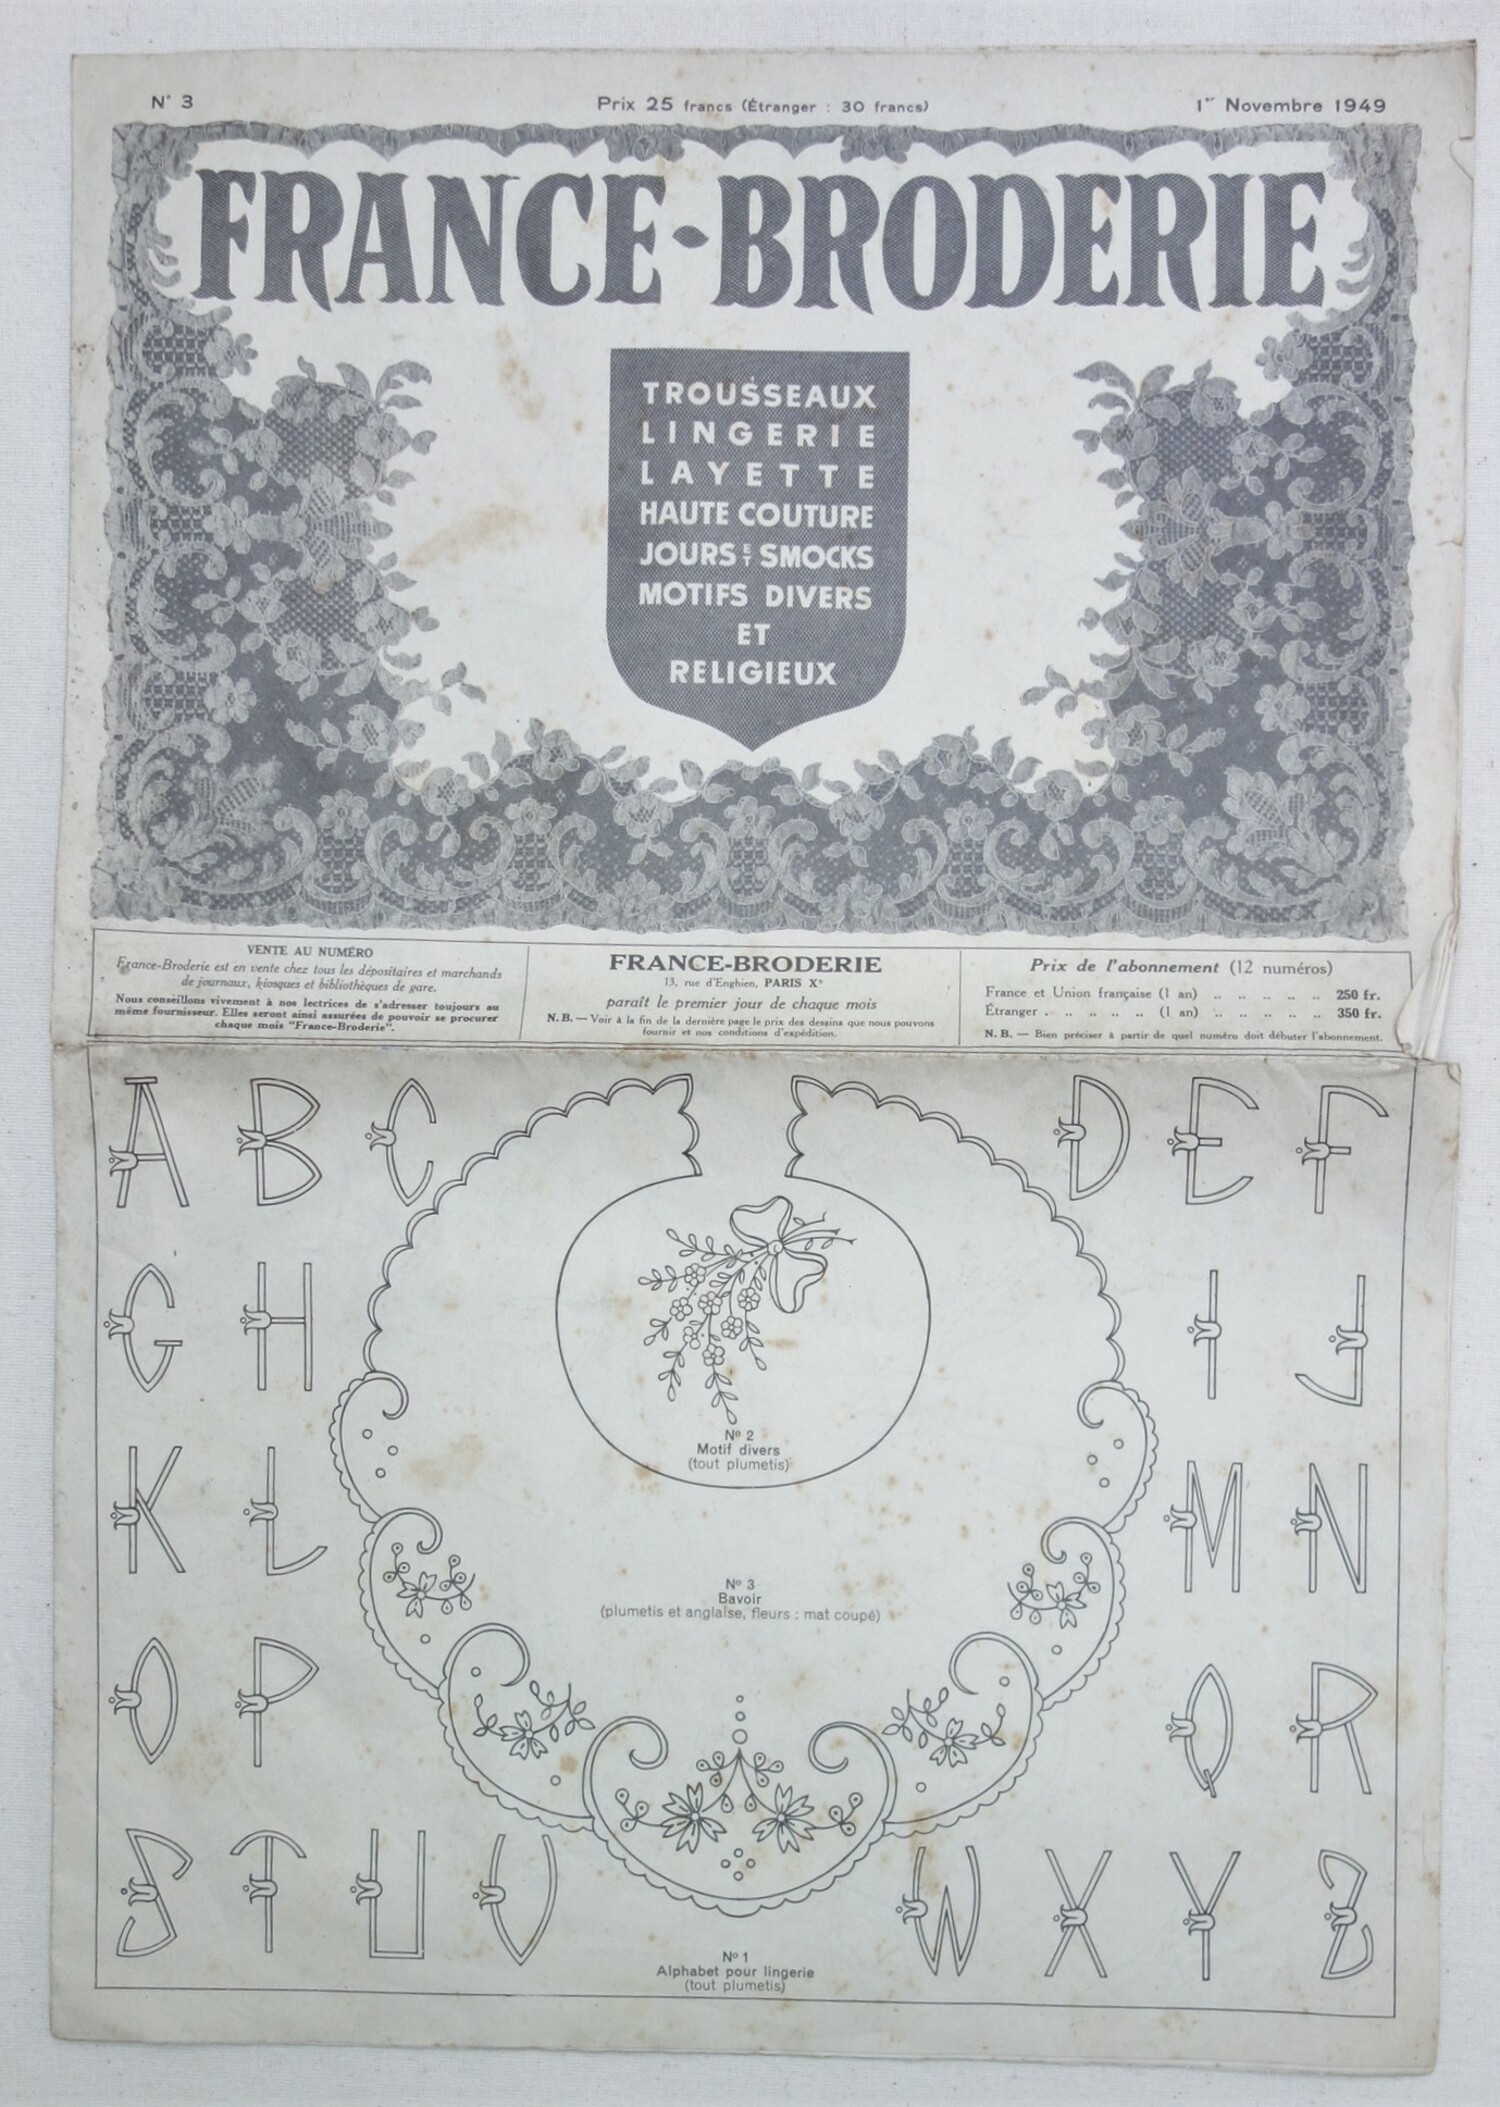 N° 3
Prix 25 francs (Étranger : 30 francs)
1er Novembre 1949
FRANCE-BRODERIE
TROUSSEAUX
LINGERIE
LAYETTE
HAUTE COUTURE
JOURS ET SMOCKS
MOTIFS DIVERS
ET
RELIGIEUX
VENTE AU NUMÉRO
France-Broderie est en vente chez tous les dépositaires et marchands
de journaux, kiosques et bibliothèques de gare.
Nous conseillons vivement à nos lectrices de s'adresser toujours au
même fournisseur. Elles seront ainsi assurées de pouvoir se procurer
chaque mois "France-Broderie".
FRANCE-BRODERIE
13, rue d'Enghien, PARIS Xe
paraît le premier jour de chaque mois
N. B. — Voir à la fin de la dernière page le prix des dessins que nous pouvons
fournir et nos conditions d'expédition.
Prix de l'abonnement (12 numéros)
France et Union française (1 an) .. .. .. .. .. 250 fr.
Étranger . .. .. .. .. (1 an) .. .. .. .. .. 350 fr.
N. B. — Bien préciser à partir de quel numéro doit débuter l'abonnement.
A B C D E F
G H I J
K L M N
O P Q R
S T U V W X Y Z
No 2
Motif divers
(tout plumetis)
No 3
Bavoir
(plumetis et anglaise, fleurs : mat coupé)
No 1
Alphabet pour lingerie
(tout plumetis)